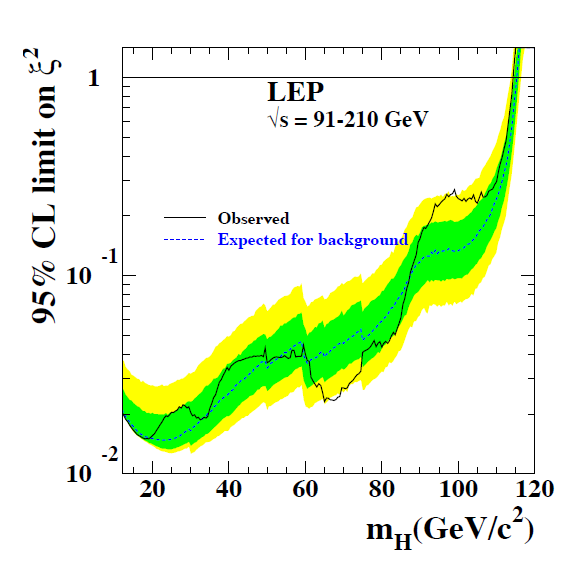 95% CL limit on ξ²
1
10⁻¹
10⁻²
LEP
√s = 91-210 GeV
Observed
Expected for background
20 40 60 80 100 120
m_H(GeV/c²)